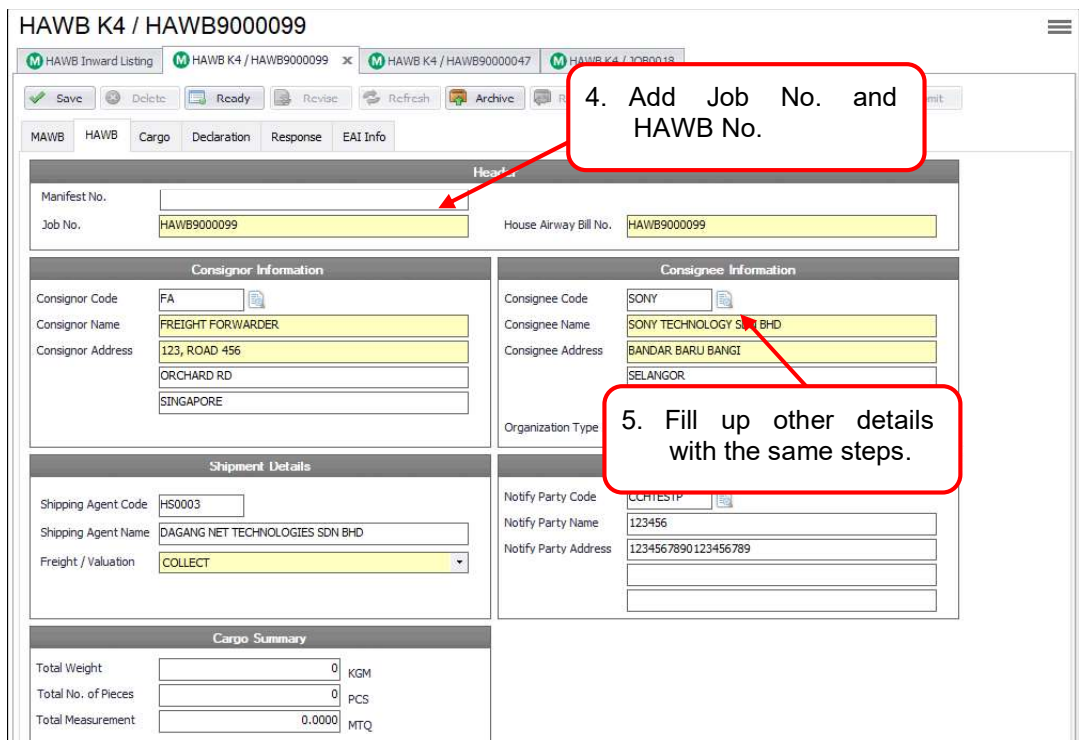 HAWB K4 / HAWB9000099
HAWB Inward Listing HAWB K4 / HAWB9000099 x HAWB K4 / HAWB90000047 HAWB K4 / JOB0018
Save Delete Ready Revise Refresh Archive
4. Add Job No. and
HAWB No.
MAWB HAWB Cargo Declaration Response EAI Info
Header
Manifest No.
Job No. HAWB9000099 House Airway Bill No. HAWB9000099
Consignor Information Consignee Information
Consignor Code FA Consignee Code SONY
Consignor Name FREIGHT FORWARDER Consignee Name SONY TECHNOLOGY SDN BHD
Consignor Address 123, ROAD 456 Consignee Address BANDAR BARU BANGI
ORCHARD RD SELANGOR
SINGAPORE
Organization Type
5. Fill up other details
with the same steps.
Shipment Details
Shipping Agent Code HS0003 Notify Party Code CCHTESTP
Shipping Agent Name DAGANG NET TECHNOLOGIES SDN BHD Notify Party Name 123456
Freight / Valuation COLLECT Notify Party Address 1234567890123456789
Cargo Summary
Total Weight 0 KGM
Total No. of Pieces 0 PCS
Total Measurement 0.0000 MTQ